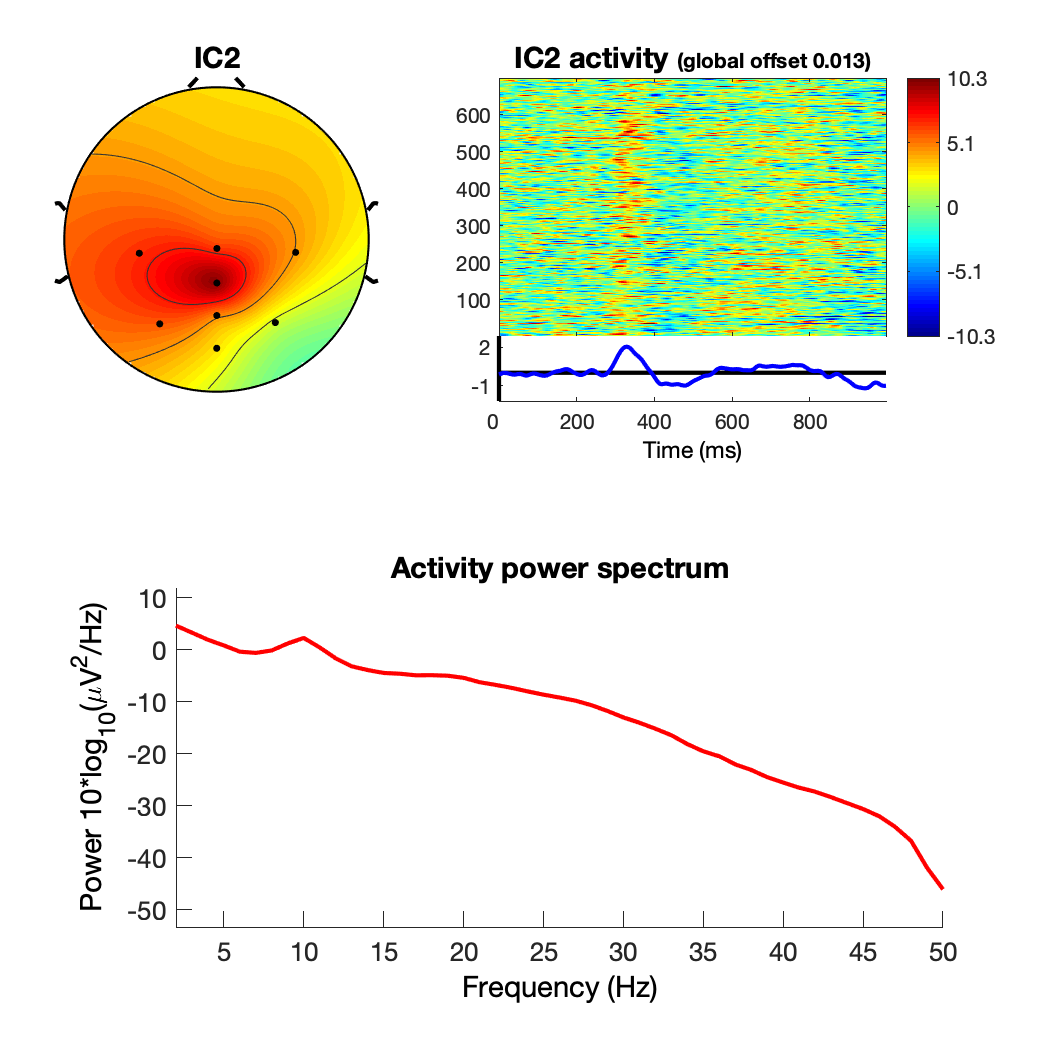 IC2
IC2 activity (global offset 0.013)
600
500
400
300
200
100
10.3
5.1
0
-5.1
-10.3
2
-1
0 200 400 600 800
Time (ms)
Activity power spectrum
Power 10*log10(μV2/Hz)
10
0
-10
-20
-30
-40
-50
5 10 15 20 25 30 35 40 45 50
Frequency (Hz)